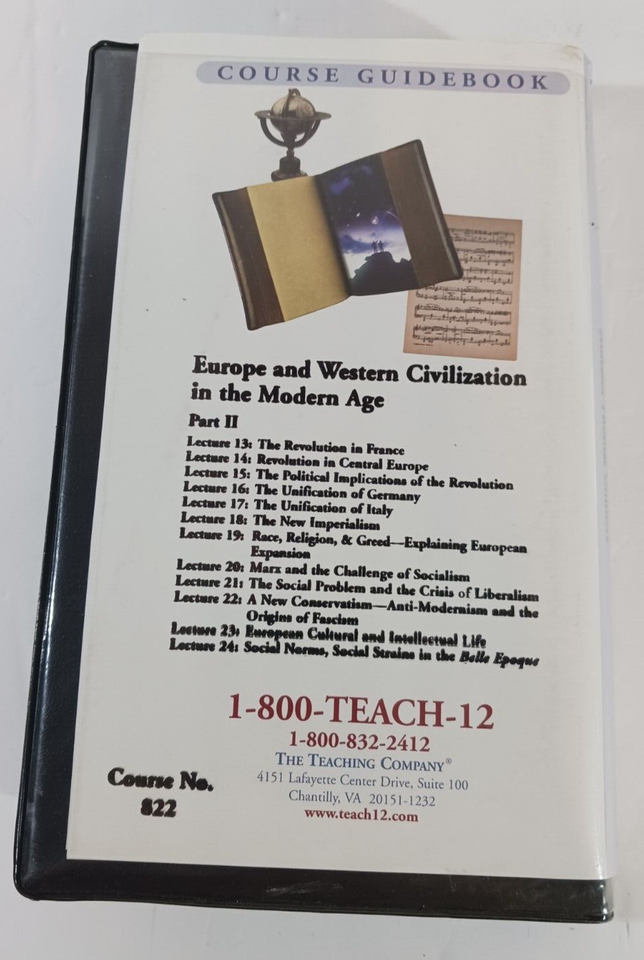 COURSE GUIDEBOOK
Europe and Western Civilization
in the Modern Age
Part II
Lecture 13: The Revolution in France
Lecture 14: Revolution in Central Europe
Lecture 15: The Political Implications of the Revolution
Lecture 16: The Unification of Germany
Lecture 17: The Unification of Italy
Lecture 18: The New Imperialism
Lecture 19: Race, Religion, & Greed—Explaining European
Expansion
Lecture 20: Marx and the Challenge of Socialism
Lecture 21: The Social Problem and the Crisis of Liberalism
Lecture 22: A New Conservatism—Anti-Modernism and the
Origins of Fascism
Lecture 23: European Cultural and Intellectual Life
Lecture 24: Social Norms, Social Strains in the Belle Epoque
1-800-TEACH-12
1-800-832-2412
THE TEACHING COMPANY®
4151 Lafayette Center Drive, Suite 100
Chantilly, VA 20151-1232
www.teach12.com
Course No.
822